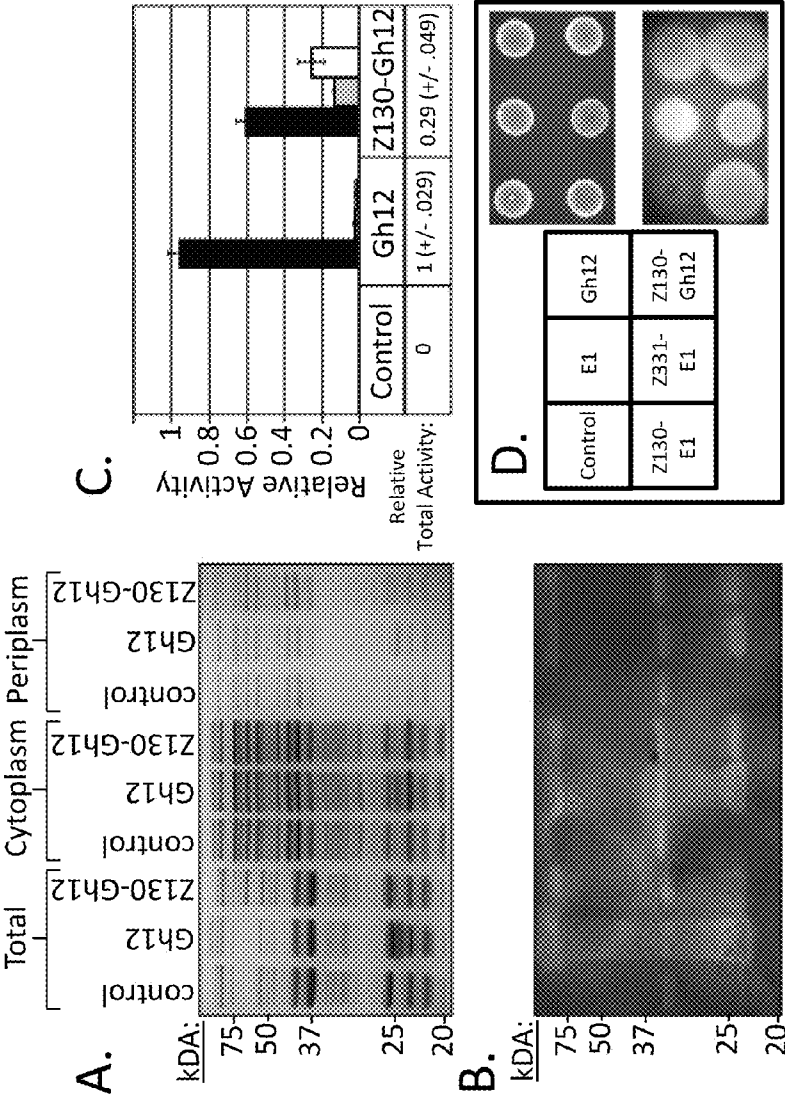 A.
Total Cytoplasm Periplasm
control Gh12 Z130-Gh12 control Gh12 Z130-Gh12 control Gh12 Z130-Gh12
kDA:
75
50
37
25
20
B.
kDA:
75
50
37
25
20
C.
Relative Activity
1
0.8
0.6
0.4
0.2
0
Control Gh12 Z130-Gh12
Relative
Total Activity: 0 1 (+/- .029) 0.29 (+/- .049)
D.
Control E1 Gh12
Z130- Z331- Z130-
E1 E1 Gh12